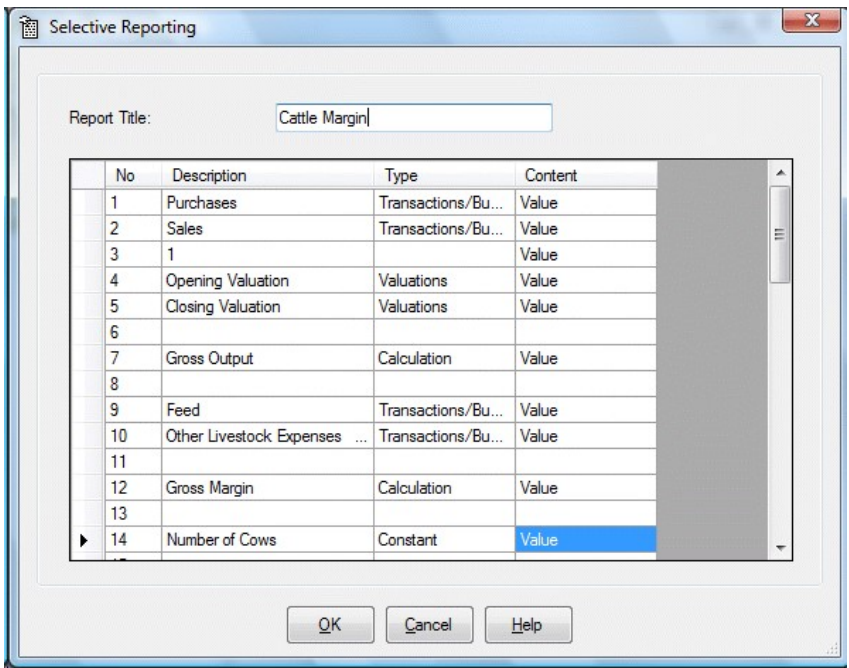 Selective Reporting
Report Title: Cattle Margin
No Description Type Content
1 Purchases Transactions/Bu... Value
2 Sales Transactions/Bu... Value
3 1 Value
4 Opening Valuation Valuations Value
5 Closing Valuation Valuations Value
6
7 Gross Output Calculation Value
8
9 Feed Transactions/Bu... Value
10 Other Livestock Expenses ... Transactions/Bu... Value
11
12 Gross Margin Calculation Value
13
14 Number of Cows Constant Value
OK Cancel Help